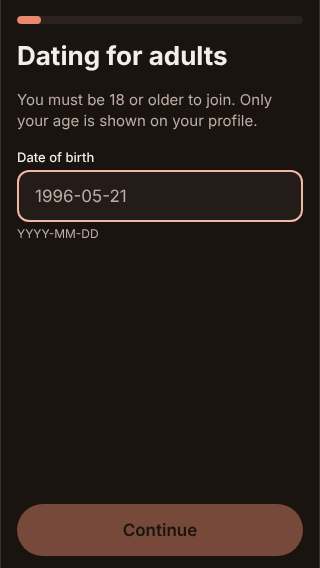 Dating for adults
You must be 18 or older to join. Only
your age is shown on your profile.
Date of birth
1996-05-21
YYYY-MM-DD
Continue